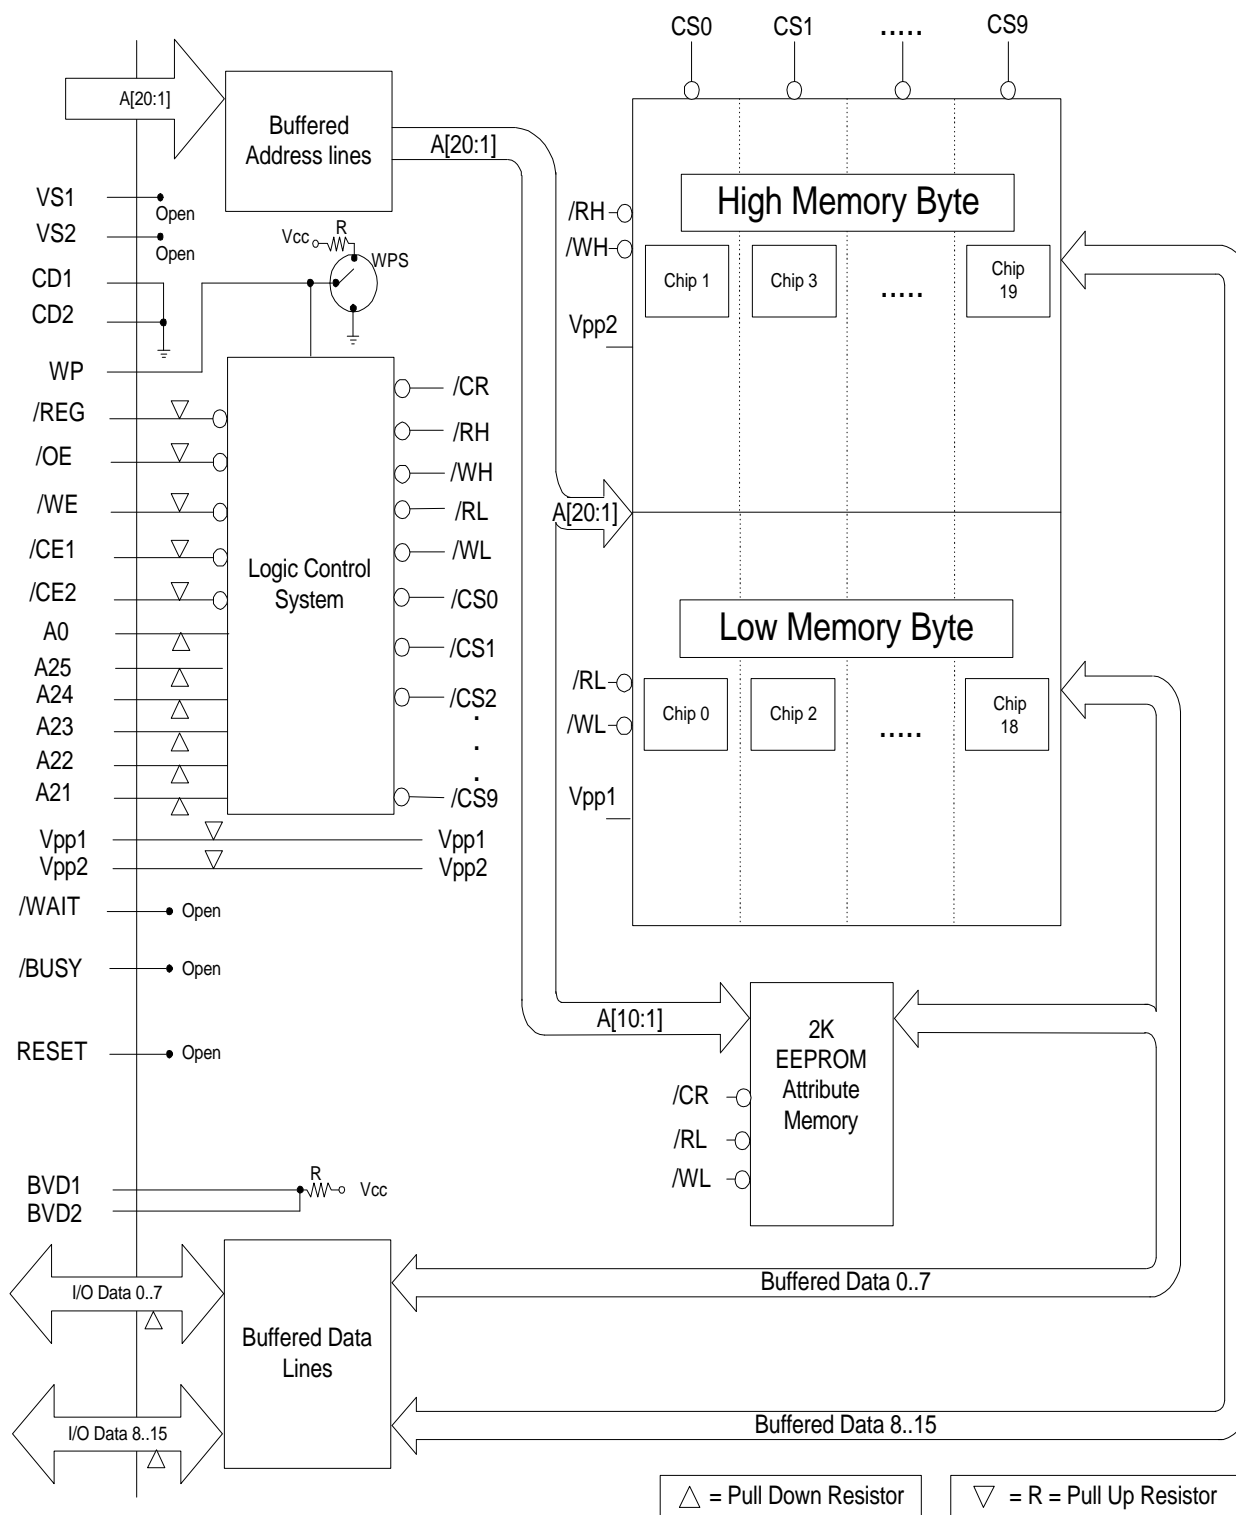 CS0 CS1 ..... CS9
A[20:1]
Buffered
Address lines
A[20:1]
VS1
Open
VS2
Open
CD1
CD2
WP
Vcc
R
WPS
/REG
/OE
/WE
/CE1
/CE2
A0
A25
A24
A23
A22
A21
Logic Control
System
/CR
/RH
/WH
/RL
/WL
/CS0
/CS1
/CS2
.
.
.
/CS9
Vpp1
Vpp1
Vpp2
Vpp2
/WAIT
Open
/BUSY
Open
RESET
Open
High Memory Byte
/RH
/WH
Vpp2
Chip 1
Chip 3
.....
Chip
19
A[20:1]
Low Memory Byte
/RL
/WL
Vpp1
Chip 0
Chip 2
.....
Chip
18
A[10:1]
2K
EEPROM
Attribute
Memory
/CR
/RL
/WL
BVD1
BVD2
R
Vcc
I/O Data 0..7
I/O Data 8..15
Buffered Data
Lines
Buffered Data 0..7
Buffered Data 8..15
= Pull Down Resistor
= R = Pull Up Resistor